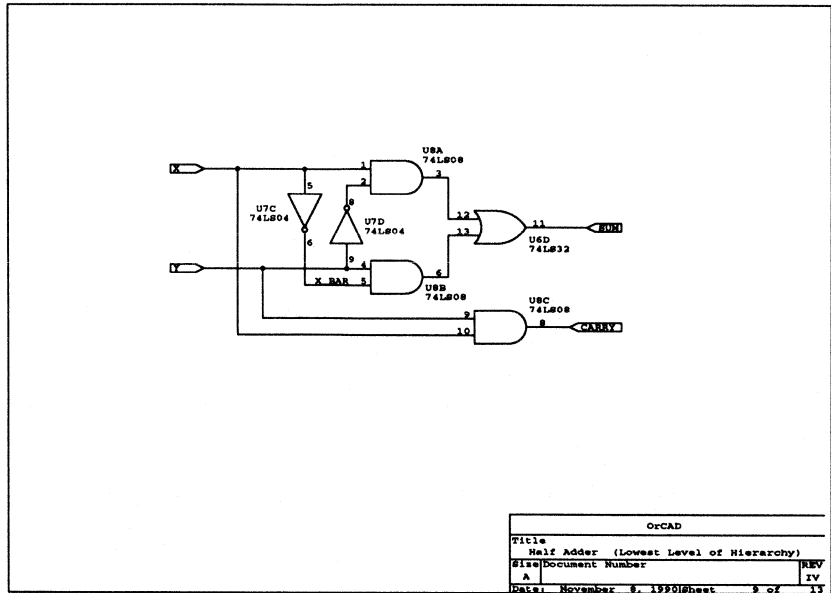 U8A
74LS08
X
1
3
2
5
8
U7C
74LS04
U7D
74LS04
12
11
SUM
13
6
U6D
74LS32
Y
9
4
6
X_BAR
5
U8B
74LS08
U8C
74LS08
9
8
CARRY
10
OrCAD
Title
Half Adder (Lowest Level of Hierarchy)
Size Document Number REV
A IV
Date: November 8, 1990 Sheet 9 of 13